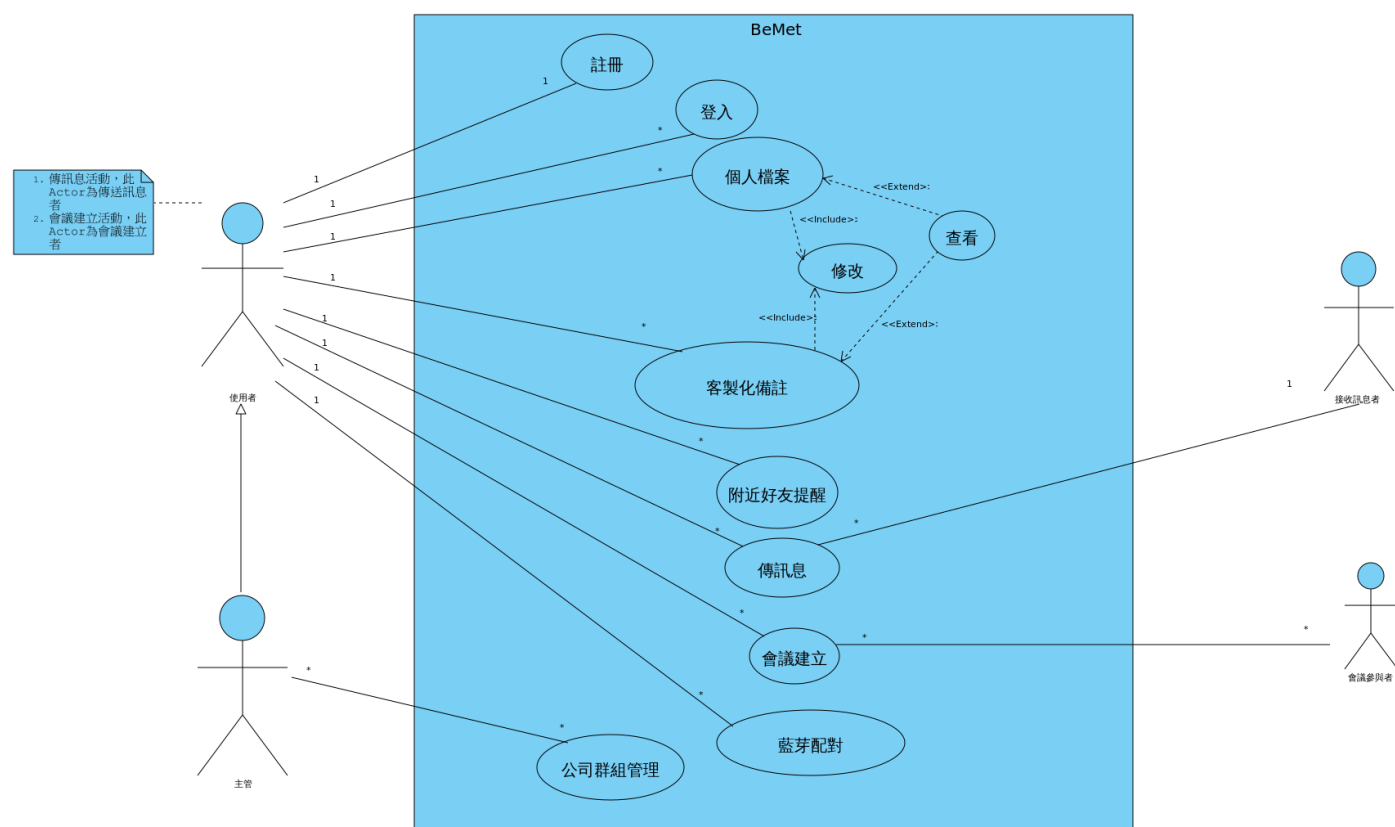 BeMet
註冊
1
登入
*
個人檔案
*
<<Extend>>:
1. 傳訊息活動，此
Actor為傳送訊息
者
2. 會議建立活動，此
Actor為會議建立
者
1
1
1
<<Include>>:
查看
修改
1
<<Include>>:
<<Extend>>:
*
1
1
1
1
客製化備註
使用者
1
接收訊息者
*
附近好友提醒
*
*
傳訊息
*
*
*
會議建立
會議參與者
*
*
*
藍芽配對
公司群組管理
主管